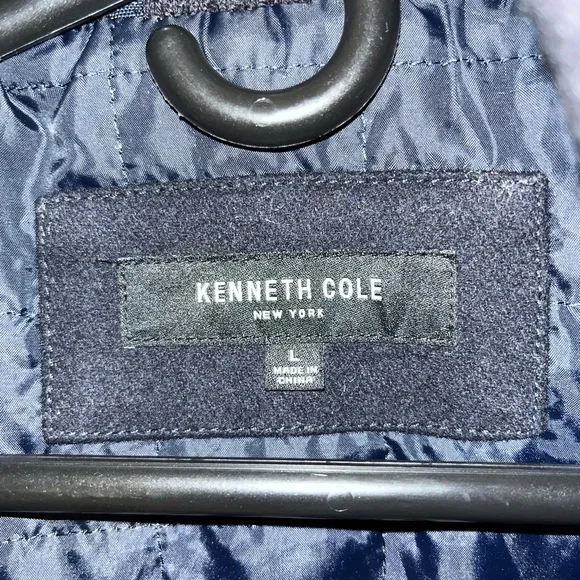 KENNETH COLE
NEW YORK
L
MADE IN
CHINA